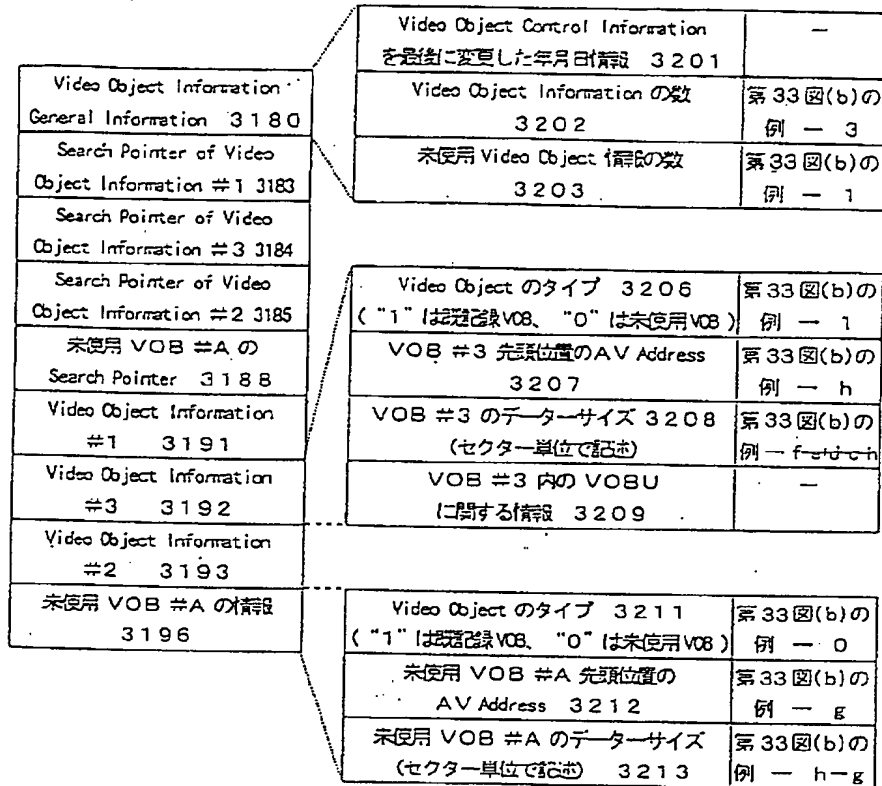 Video Object Information
General Information 3180
Search Pointer of Video
Object Information #1 3183
Search Pointer of Video
Object Information #3 3184
Search Pointer of Video
Object Information #2 3185
未使用 VOB #A の
Search Pointer 3188
Video Object Information
#1 3191
Video Object Information
#3 3192
Video Object Information
#2 3193
未使用 VOB #A の情報
3196
Video Object Control Information
を最後に変更した年月日情報 3201
—
Video Object Information の数
3202
第33図(b)の
例 — 3
未使用 Video Object 情報の数
3203
第33図(b)の
例 — 1
Video Object のタイプ 3206
("1" は既記録VOB、"0" は未使用VOB)
第33図(b)の
例 — 1
VOB #3 先頭位置のAV Address
3207
第33図(b)の
例 — h
VOB #3 のデーターサイズ 3208
(セクター単位で記述)
第33図(b)の
例 —
VOB #3 内の VOBU
に関する情報 3209
—
Video Object のタイプ 3211
("1" は既記録VOB、"0" は未使用VOB)
第33図(b)の
例 — 0
未使用 VOB #A 先頭位置の
AV Address 3212
第33図(b)の
例 — g
未使用 VOB #A のデーターサイズ
(セクター単位で記述) 3213
第33図(b)の
例 — h-g